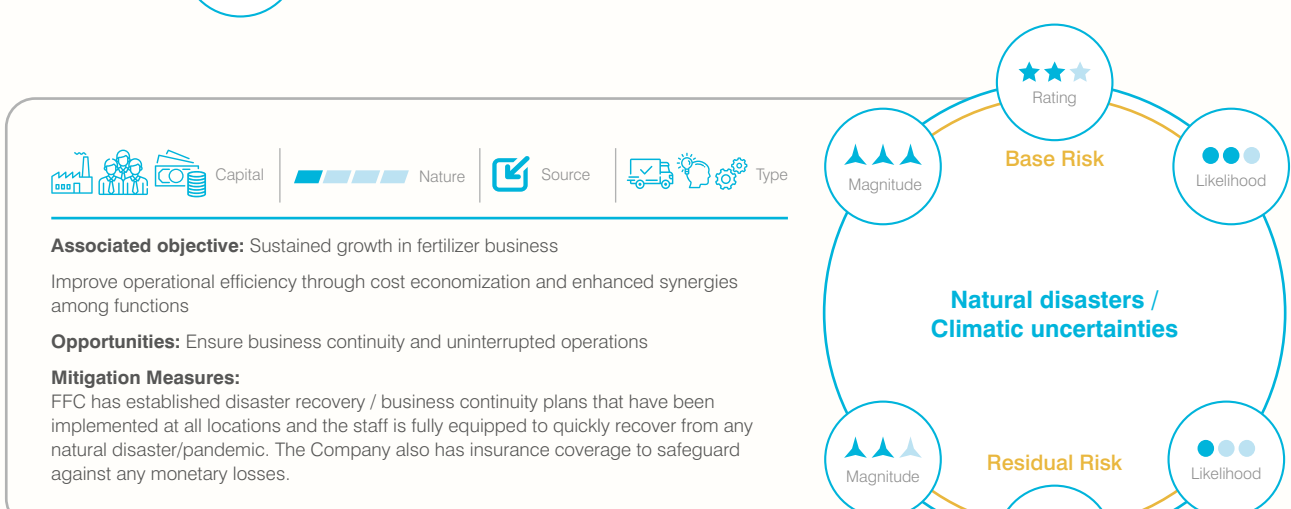 Rating
Base Risk
Magnitude
Likelihood
Capital
Nature
Source
Type
Associated objective: Sustained growth in fertilizer business
Improve operational efficiency through cost economization and enhanced synergies
among functions
Opportunities: Ensure business continuity and uninterrupted operations
Mitigation Measures:
FFC has established disaster recovery / business continuity plans that have been
implemented at all locations and the staff is fully equipped to quickly recover from any
natural disaster/pandemic. The Company also has insurance coverage to safeguard
against any monetary losses.
Natural disasters /
Climatic uncertainties
Residual Risk
Magnitude
Likelihood